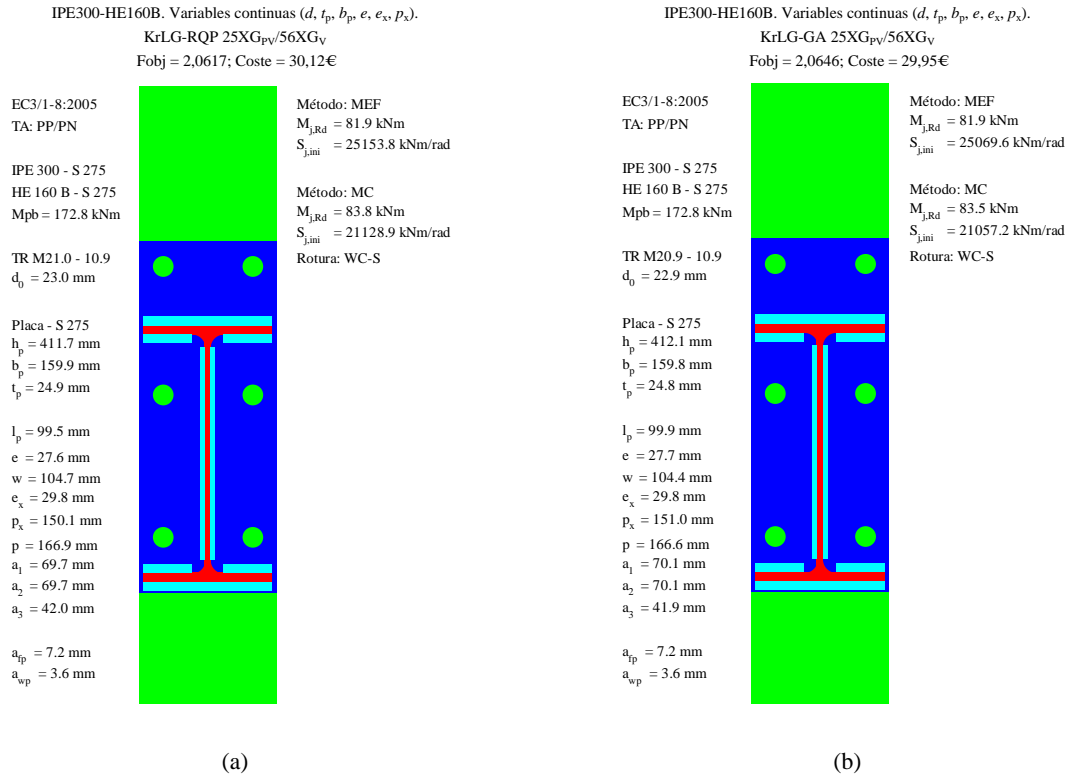 IPE300-HE160B. Variables continuas (d, tp, bp, e, ex, px).
KrLG-RQP 25XGPV/56XGV
Fobj = 2,0617; Coste = 30,12€
EC3/1-8:2005
TA: PP/PN
IPE 300 - S 275
HE 160 B - S 275
Mpb = 172.8 kNm
TR M21.0 - 10.9
d0 = 23.0 mm
Placa - S 275
hp = 411.7 mm
bp = 159.9 mm
tp = 24.9 mm
lp = 99.5 mm
e = 27.6 mm
w = 104.7 mm
ex = 29.8 mm
px = 150.1 mm
p = 166.9 mm
a1 = 69.7 mm
a2 = 69.7 mm
a3 = 42.0 mm
afp = 7.2 mm
awp = 3.6 mm
Método: MEF
Mj,Rd = 81.9 kNm
Sj,ini = 25153.8 kNm/rad
Método: MC
Mj,Rd = 83.8 kNm
Sj,ini = 21128.9 kNm/rad
Rotura: WC-S
(a)
IPE300-HE160B. Variables continuas (d, tp, bp, e, ex, px).
KrLG-GA 25XGPV/56XGV
Fobj = 2,0646; Coste = 29,95€
EC3/1-8:2005
TA: PP/PN
IPE 300 - S 275
HE 160 B - S 275
Mpb = 172.8 kNm
TR M20.9 - 10.9
d0 = 22.9 mm
Placa - S 275
hp = 412.1 mm
bp = 159.8 mm
tp = 24.8 mm
lp = 99.9 mm
e = 27.7 mm
w = 104.4 mm
ex = 29.8 mm
px = 151.0 mm
p = 166.6 mm
a1 = 70.1 mm
a2 = 70.1 mm
a3 = 41.9 mm
afp = 7.2 mm
awp = 3.6 mm
Método: MEF
Mj,Rd = 81.9 kNm
Sj,ini = 25069.6 kNm/rad
Método: MC
Mj,Rd = 83.5 kNm
Sj,ini = 21057.2 kNm/rad
Rotura: WC-S
(b)